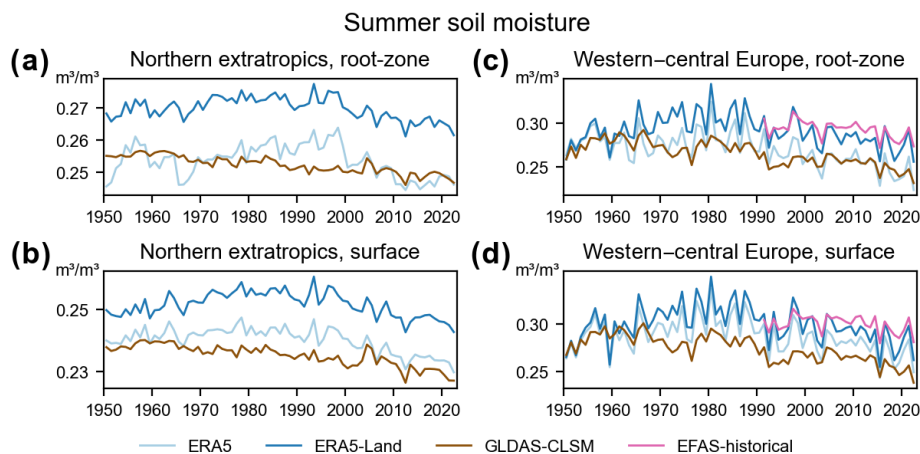 Summer soil moisture
(a)
Northern extratropics, root-zone
m³/m³
0.27
0.26
0.25
1950 1960 1970 1980 1990 2000 2010 2020
(c)
Western−central Europe, root-zone
m³/m³
0.30
0.25
1950 1960 1970 1980 1990 2000 2010 2020
(b)
Northern extratropics, surface
m³/m³
0.25
0.23
1950 1960 1970 1980 1990 2000 2010 2020
(d)
Western−central Europe, surface
m³/m³
0.30
0.25
1950 1960 1970 1980 1990 2000 2010 2020
ERA5 ERA5-Land GLDAS-CLSM EFAS-historical